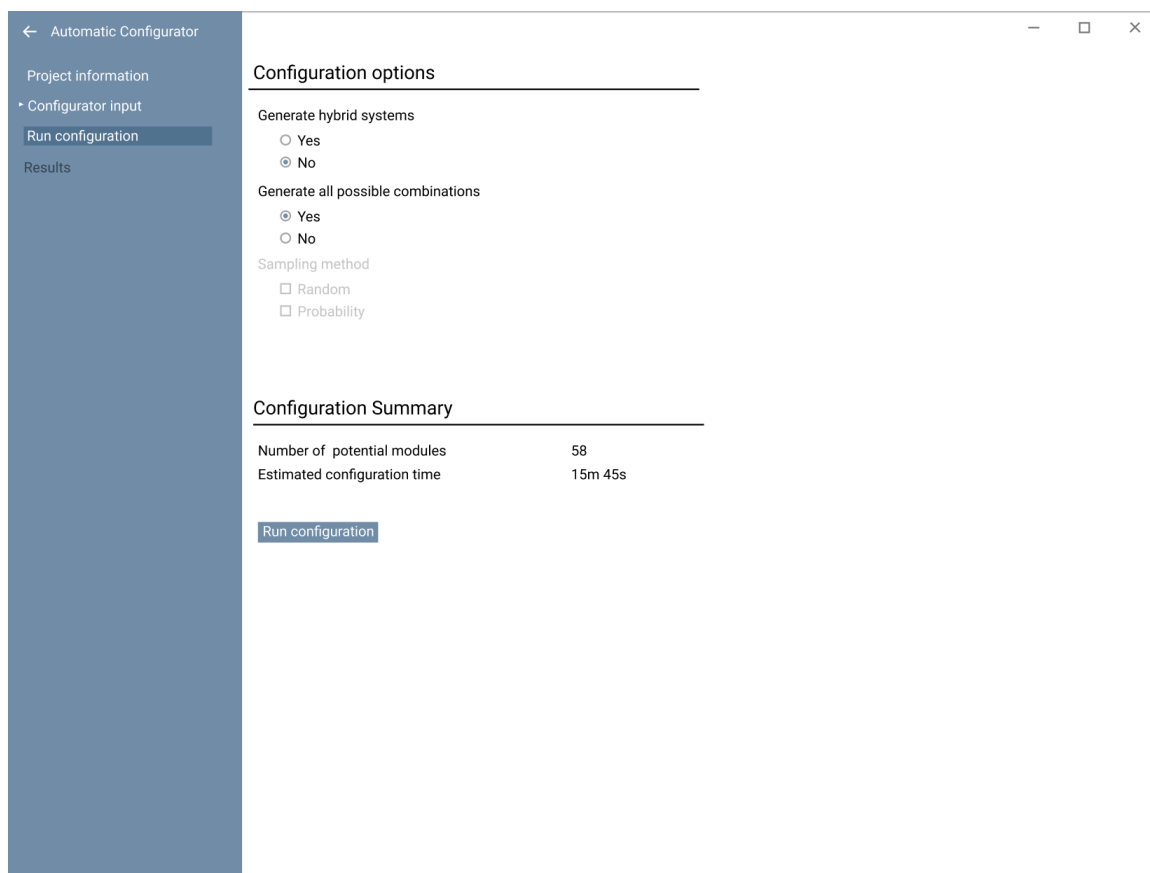 Automatic Configurator
Project information
Configurator input
Run configuration
Results
Configuration options
Generate hybrid systems
Yes
No
Generate all possible combinations
Yes
No
Sampling method
Random
Probability
Configuration Summary
Number of potential modules 58
Estimated configuration time 15m 45s
Run configuration